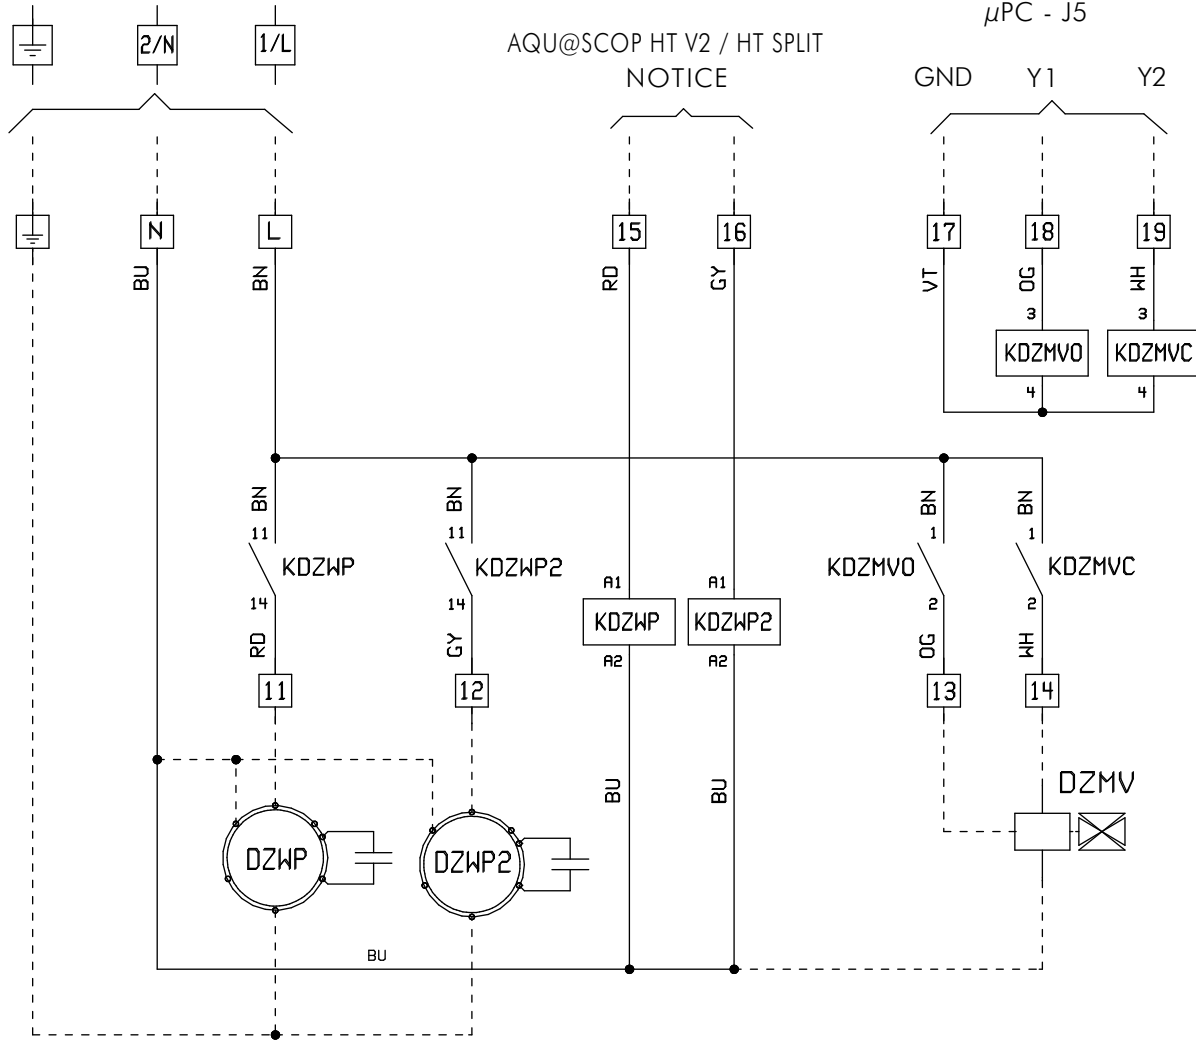 µPC - J5
2/N 1/L
AQU@SCOP HT V2 / HT SPLIT
NOTICE
GND Y1 Y2
N L 15 16 17 18 19
BU BN RD GY VT OG WH
3 3
KDZMVO KDZMVC
4 4
BN BN BN BN
11 11 1 1
KDZWP KDZWP2 KDZMVO KDZMVC
A1 A1
14 14 2 2
KDZWP KDZWP2
RD GY OG WH
A2 A2
11 12 13 14
BU BU
DZMV
DZWP DZWP2
BU